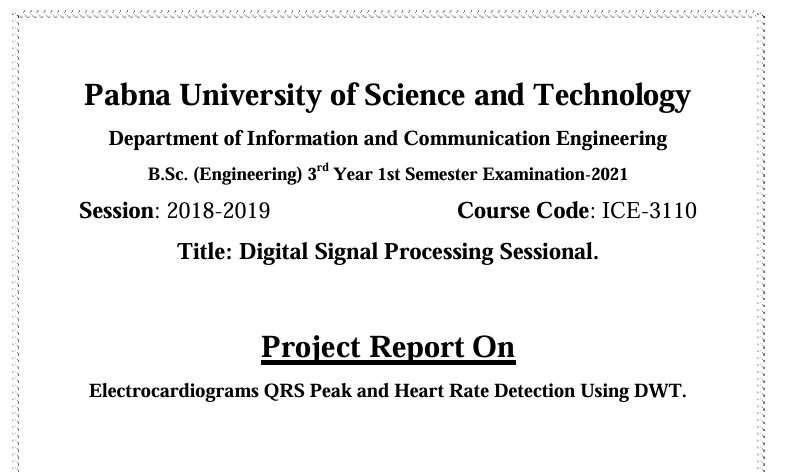 Pabna University of Science and Technology
Department of Information and Communication Engineering
B.Sc. (Engineering) 3rd Year 1st Semester Examination-2021
Session: 2018-2019 Course Code: ICE-3110
Title: Digital Signal Processing Sessional.
Project Report On
Electrocardiograms QRS Peak and Heart Rate Detection Using DWT.